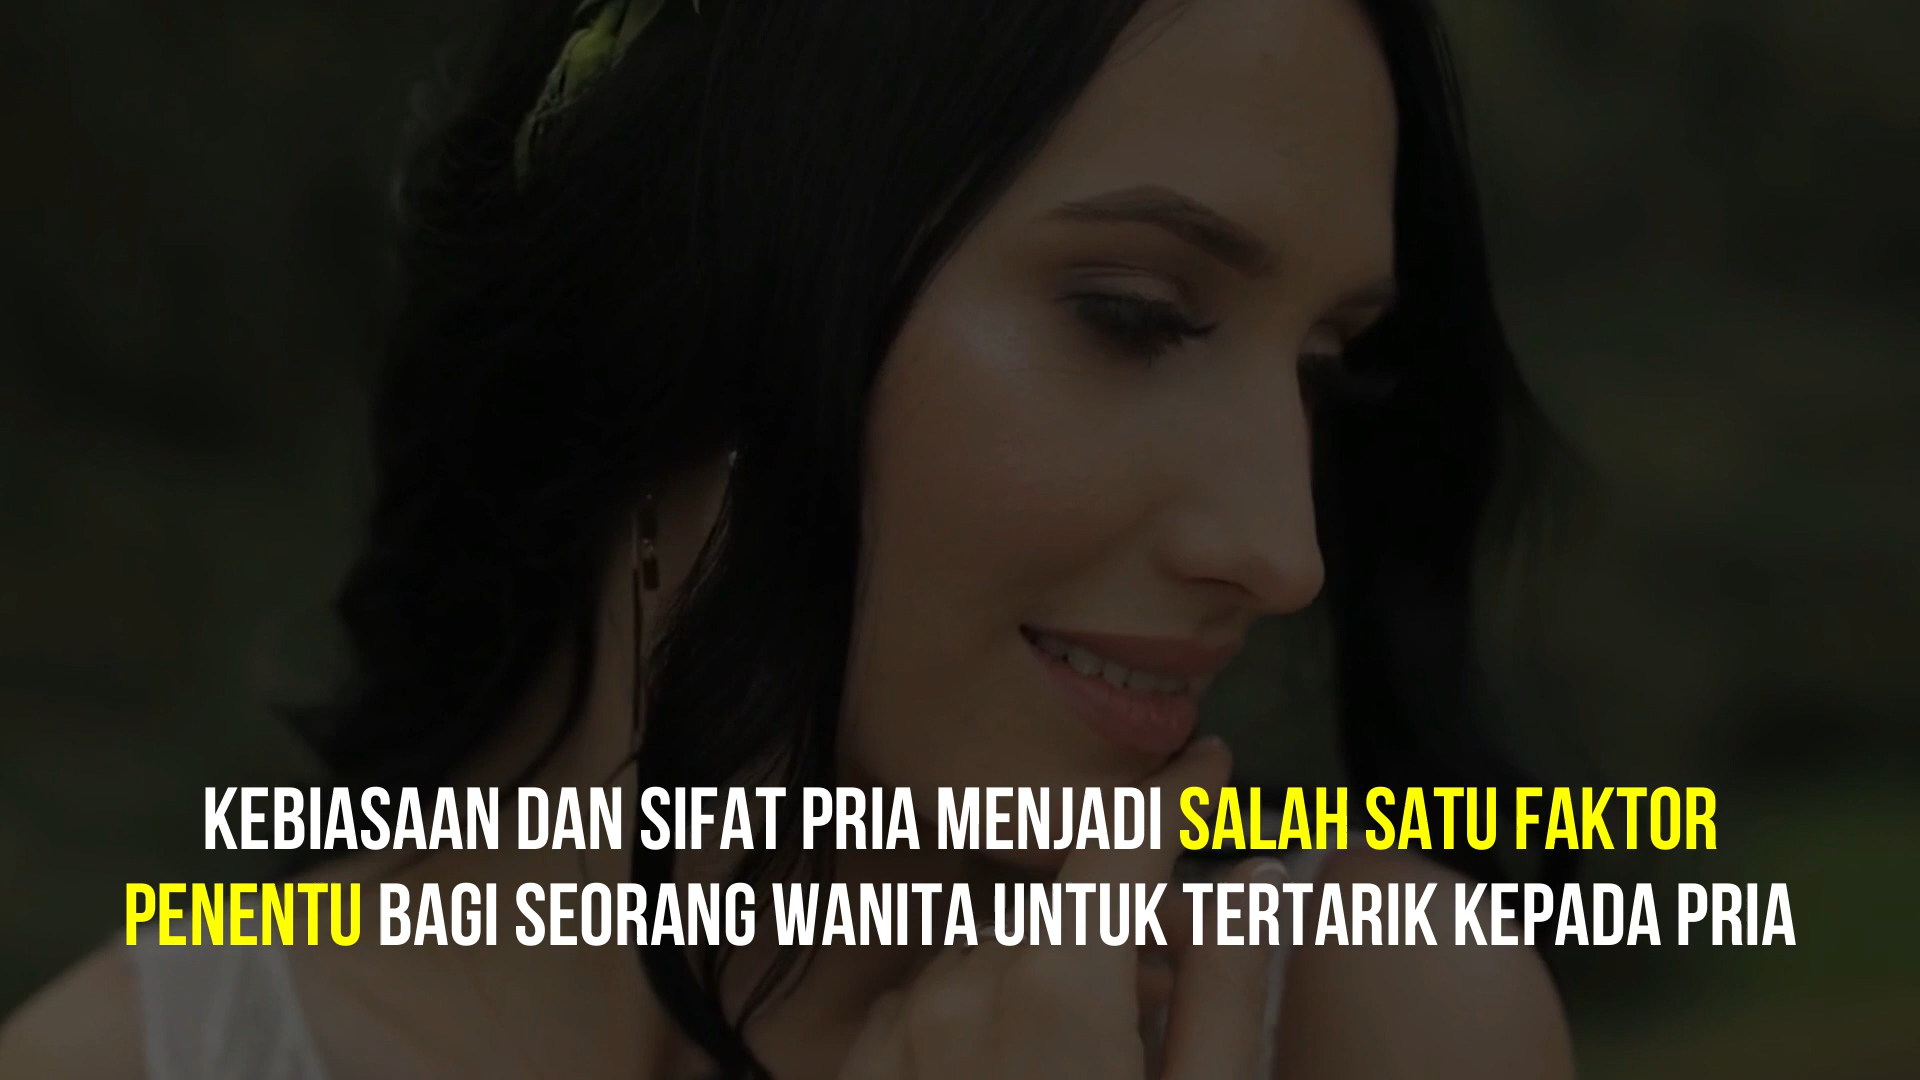 KEBIASAAN DAN SIFAT PRIA MENJADI SALAH SATU FAKTOR
PENENTU BAGI SEORANG WANITA UNTUK TERTARIK KEPADA PRIA